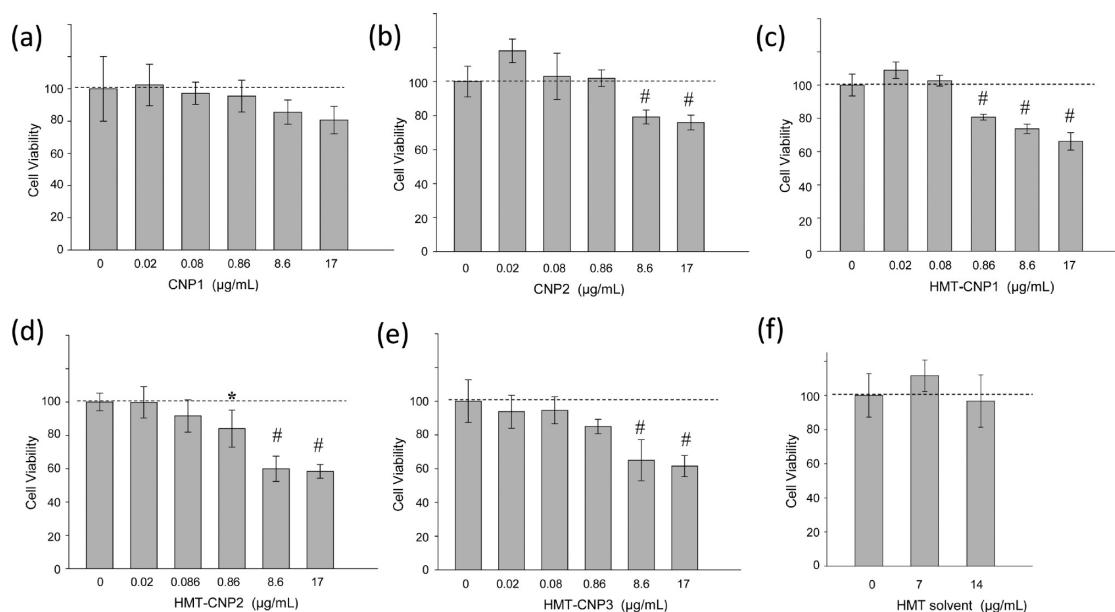 (a)
Cell Viability
100
80
60
40
20
0
0 0.02 0.08 0.86 8.6 17
CNP1 (µg/mL)
(b)
Cell Viability
100
80
60
40
20
0
# #
0 0.02 0.08 0.86 8.6 17
CNP2 (µg/mL)
(c)
Cell Viability
100
80
60
40
20
0
# # #
0 0.02 0.08 0.86 8.6 17
HMT-CNP1 (µg/mL)
(d)
Cell Viability
100
80
60
40
20
0
* # #
0 0.02 0.086 0.86 8.6 17
HMT-CNP2 (µg/mL)
(e)
Cell Viability
100
80
60
40
20
0
# #
0 0.02 0.08 0.86 8.6 17
HMT-CNP3 (µg/mL)
(f)
Cell Viability
100
80
60
40
20
0
0 7 14
HMT solvent (µg/mL)